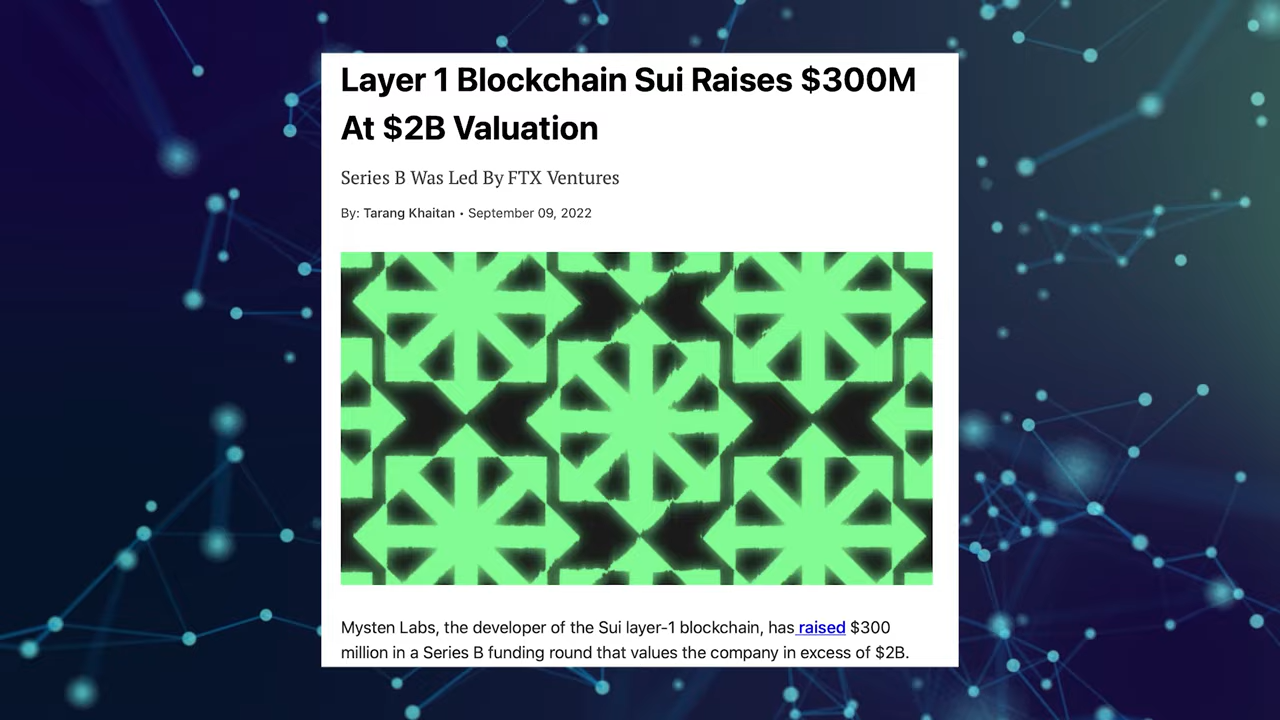 Layer 1 Blockchain Sui Raises $300M
At $2B Valuation
Series B Was Led By FTX Ventures
By: Tarang Khaitan • September 09, 2022
Mysten Labs, the developer of the Sui layer-1 blockchain, has raised $300
million in a Series B funding round that values the company in excess of $2B.